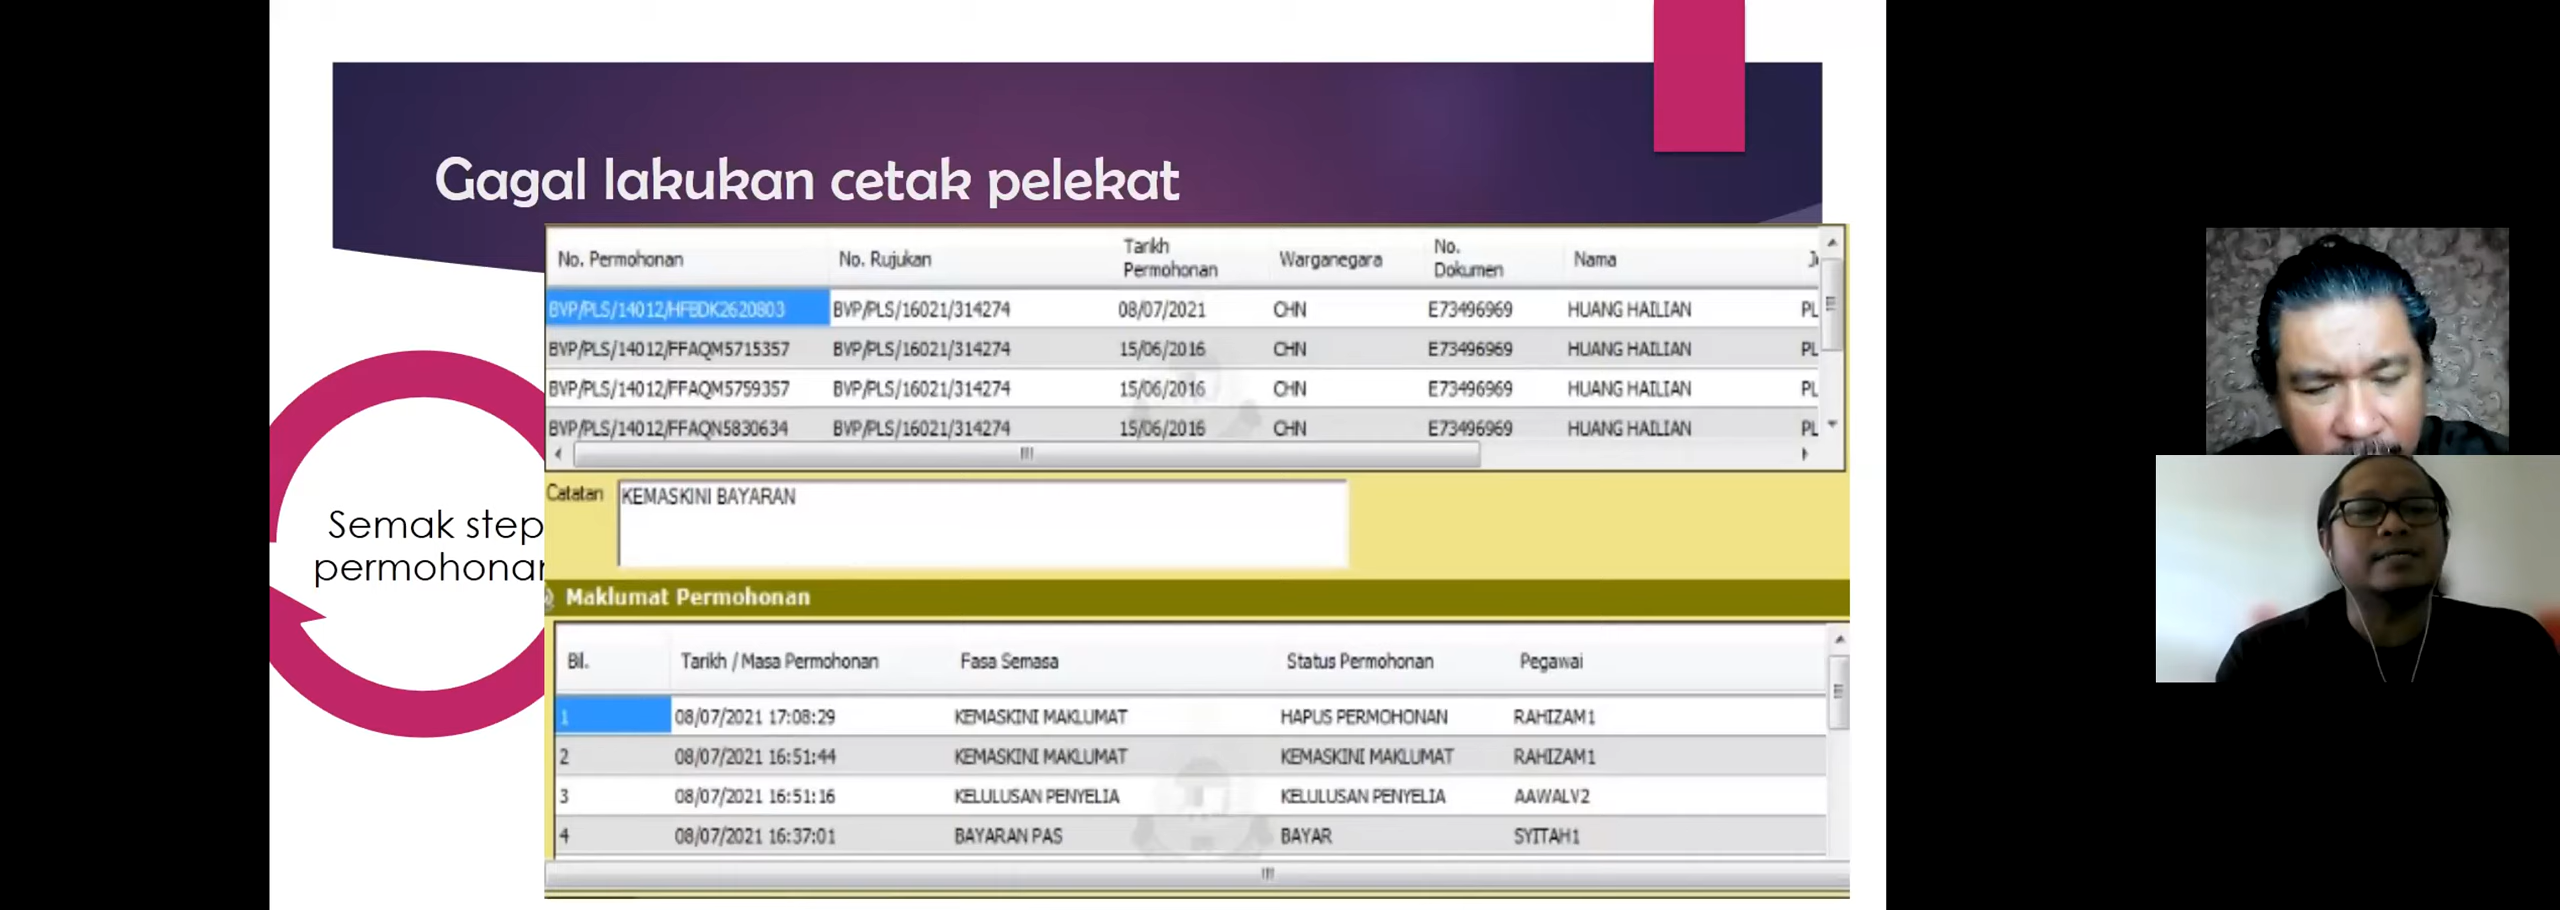 Gagal lakukan cetak pelekat
Semak step
permohonan
No. Permohonan No. Rujukan Tarikh Permohonan Warganegara No. Dokumen Nama
BVP/PLS/14012/HFBDK2620803 BVP/PLS/16021/314274 08/07/2021 CHN E73496969 HUANG HAILIAN PL
BVP/PLS/14012/FFAQM5715357 BVP/PLS/16021/314274 15/06/2016 CHN E73496969 HUANG HAILIAN PL
BVP/PLS/14012/FFAQM5759357 BVP/PLS/16021/314274 15/06/2016 CHN E73496969 HUANG HAILIAN PL
BVP/PLS/14012/FFAQN5830634 BVP/PLS/16021/314274 15/06/2016 CHN E73496969 HUANG HAILIAN PL
Catatan KEMASKINI BAYARAN
Maklumat Permohonan
Bil. Tarikh / Masa Permohonan Fasa Semasa Status Permohonan Pegawai
1 08/07/2021 17:08:29 KEMASKINI MAKLUMAT HAPUS PERMOHONAN RAHIZAM1
2 08/07/2021 16:51:44 KEMASKINI MAKLUMAT KEMASKINI MAKLUMAT RAHIZAM1
3 08/07/2021 16:51:16 KELULUSAN PENYELIA KELULUSAN PENYELIA AAWALV2
4 08/07/2021 16:37:01 BAYARAN PAS BAYAR SYITAH1